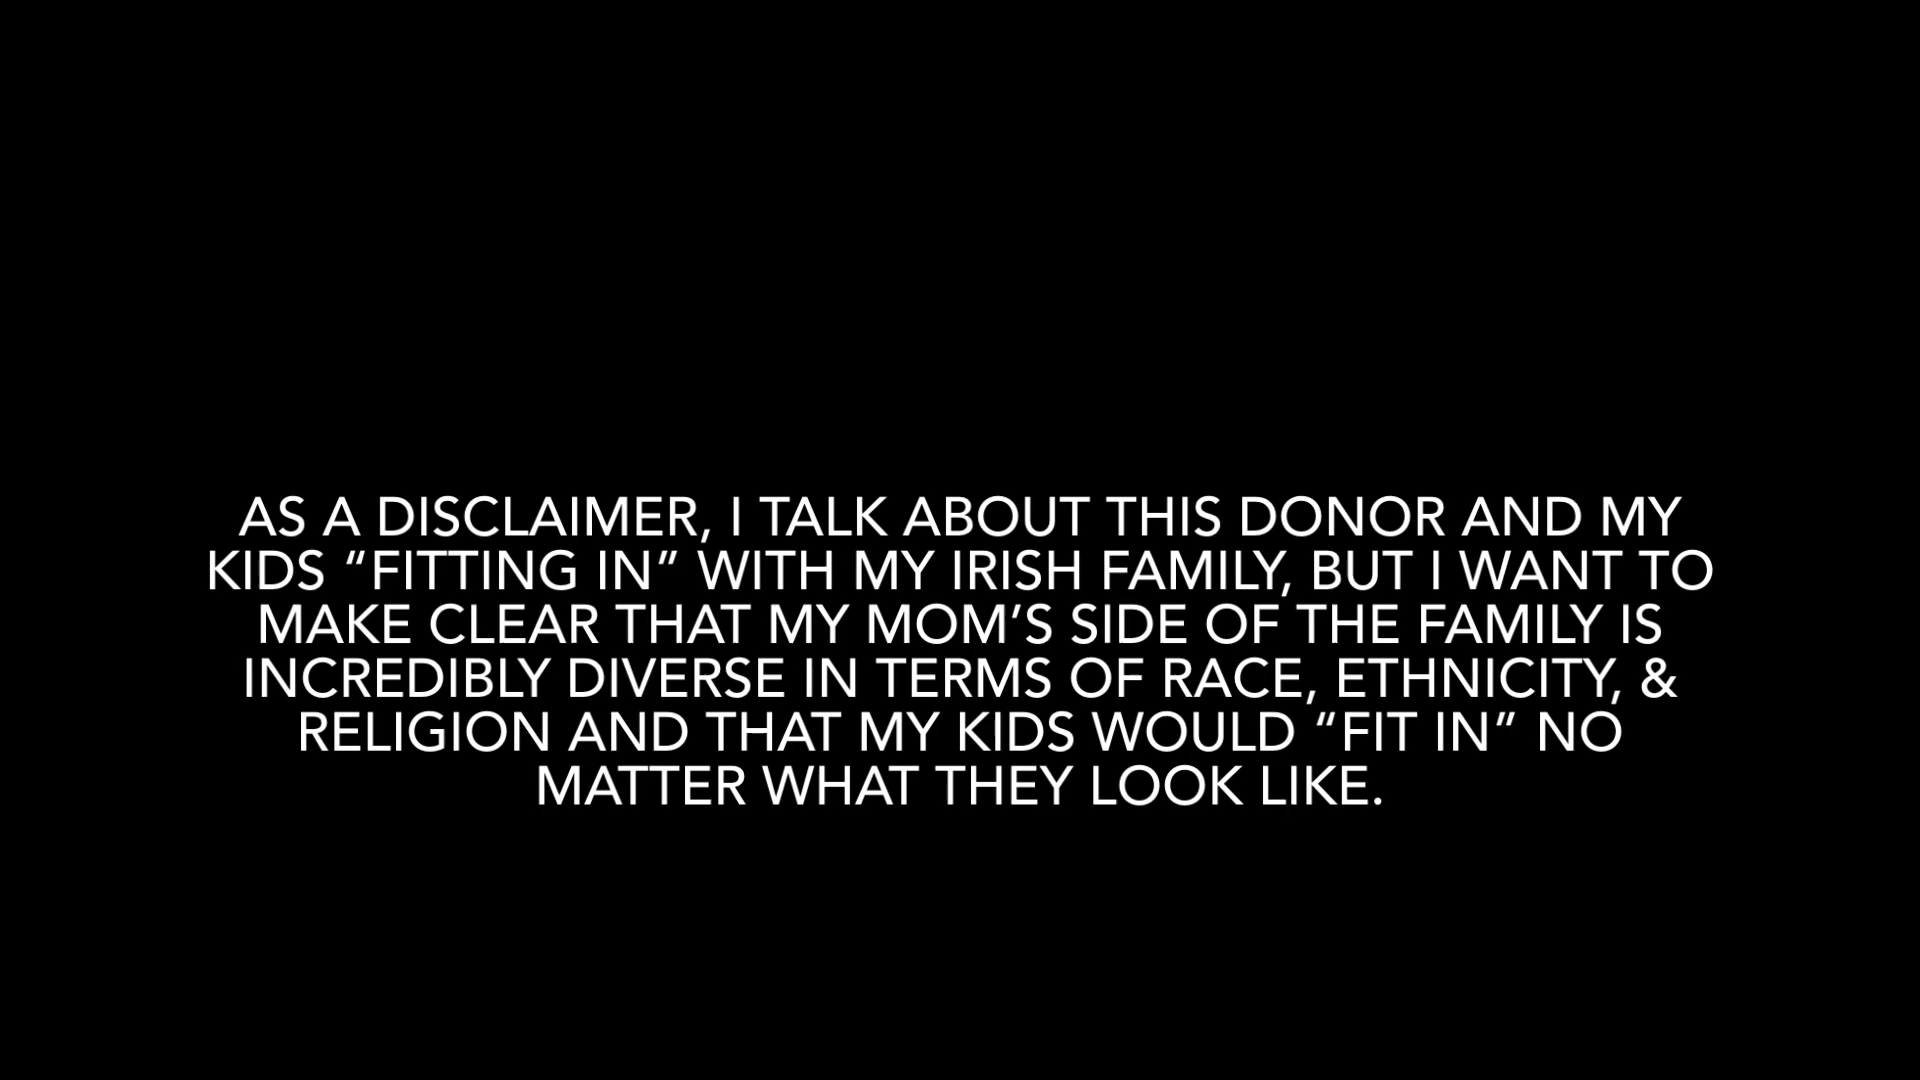 AS A DISCLAIMER, I TALK ABOUT THIS DONOR AND MY
KIDS “FITTING IN” WITH MY IRISH FAMILY, BUT I WANT TO
MAKE CLEAR THAT MY MOM’S SIDE OF THE FAMILY IS
INCREDIBLY DIVERSE IN TERMS OF RACE, ETHNICITY, &
RELIGION AND THAT MY KIDS WOULD “FIT IN” NO
MATTER WHAT THEY LOOK LIKE.